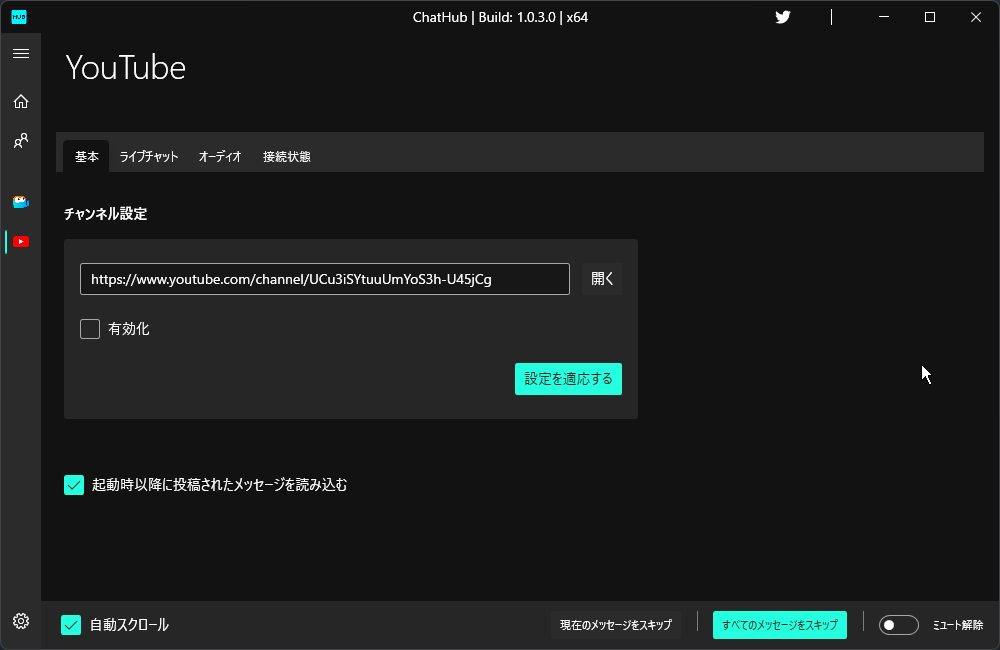 HUB
ChatHub | Build: 1.0.3.0 | x64
YouTube
基本 ライブチャット オーディオ 接続状態
チャンネル設定
https://www.youtube.com/channel/UCu3iSYtuuUmYoS3h-U45jCg 開く
有効化
設定を適応する
起動時以降に投稿されたメッセージを読み込む
自動スクロール 現在のメッセージをスキップ すべてのメッセージをスキップ ミュート解除